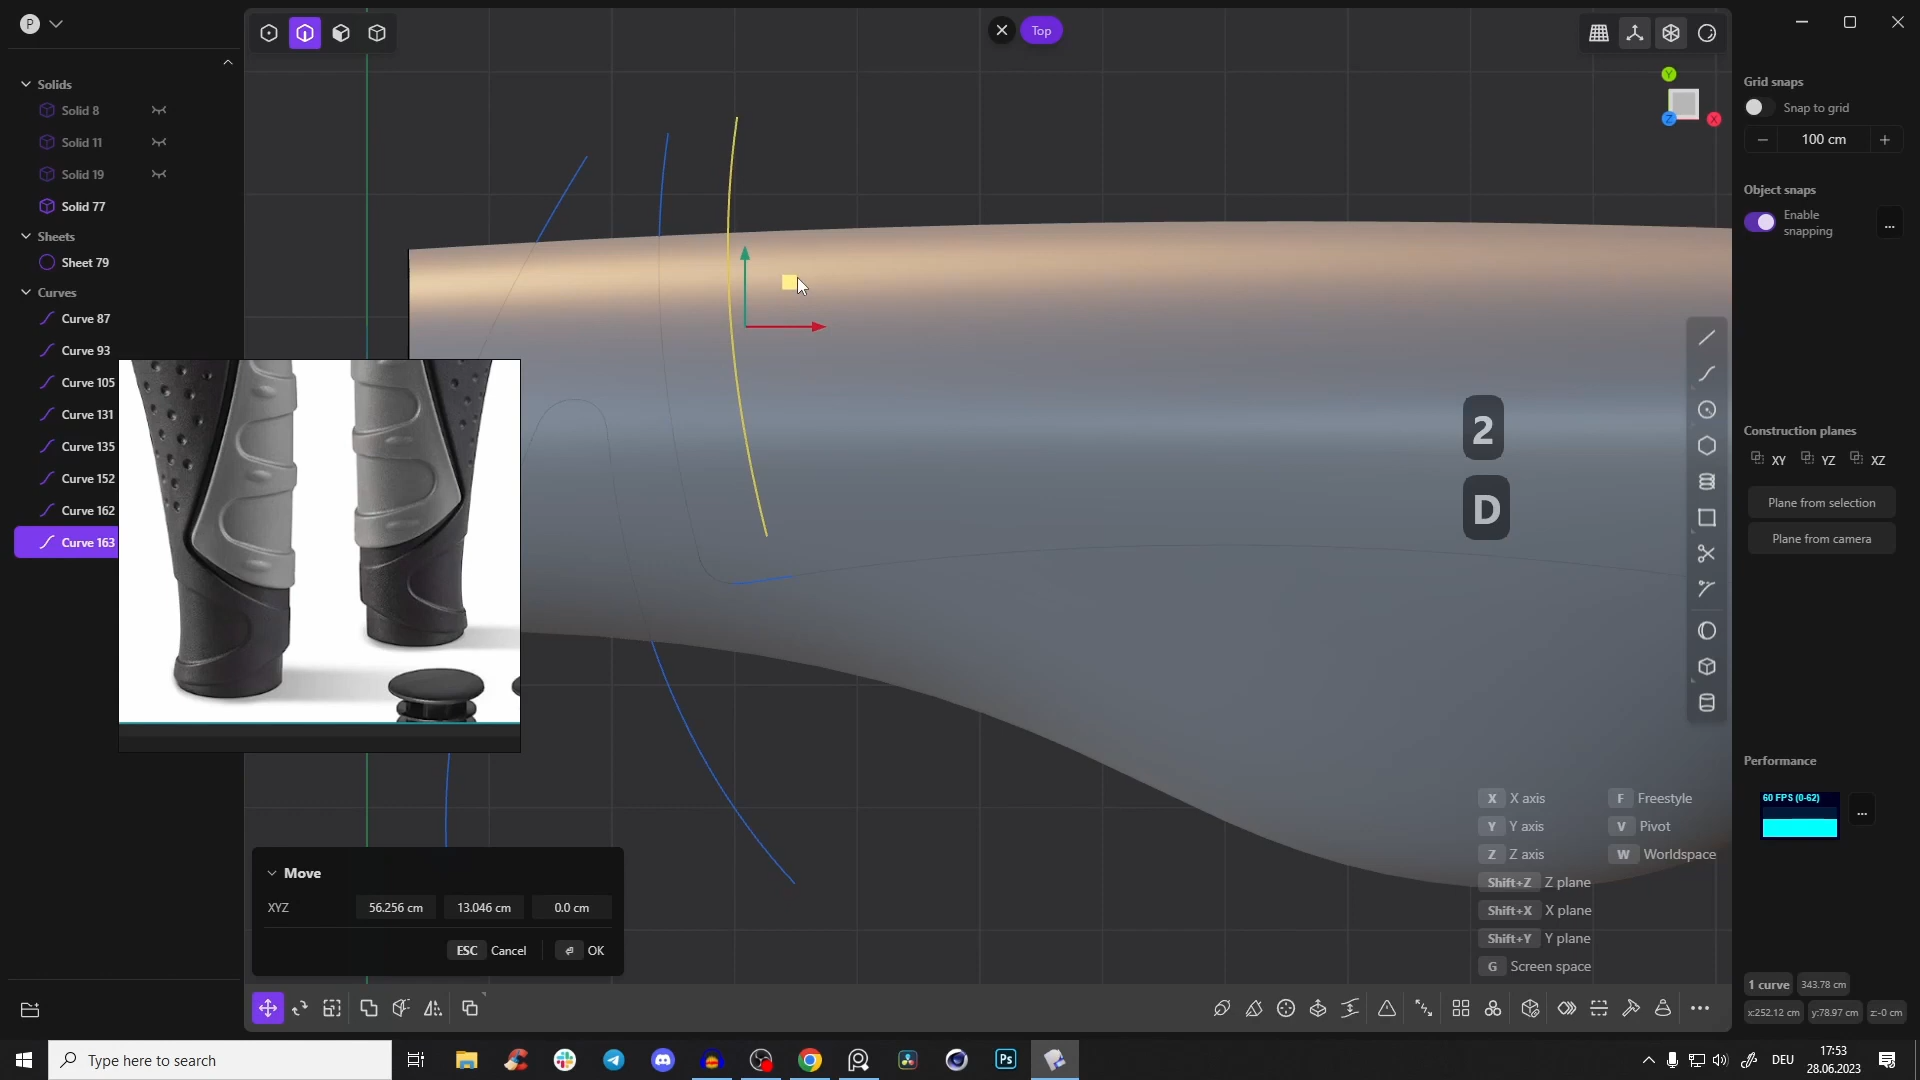 P
Top
Solids
Solid 8
Solid 11
Solid 19
Solid 77
Sheets
Sheet 79
Curves
Curve 87
Curve 93
Curve 105
Curve 131
Curve 135
Curve 152
Curve 162
Curve 163
Y
Z
X
Grid snaps
Snap to grid
100 cm
Object snaps
Enable
snapping
...
Construction planes
XY
YZ
XZ
Plane from selection
Plane from camera
2
D
Performance
60 FPS (0-62)
...
X X axis
F Freestyle
Y Y axis
V Pivot
Z Z axis
W Worldspace
Shift+Z Z plane
Shift+X X plane
Shift+Y Y plane
G Screen space
Move
XYZ
56.256 cm
13.046 cm
0.0 cm
ESC Cancel
OK
1 curve
343.78 cm
x:252.12 cm
y:78.97 cm
z:-0 cm
Type here to search
Ps
DEU
17:53
28.06.2023